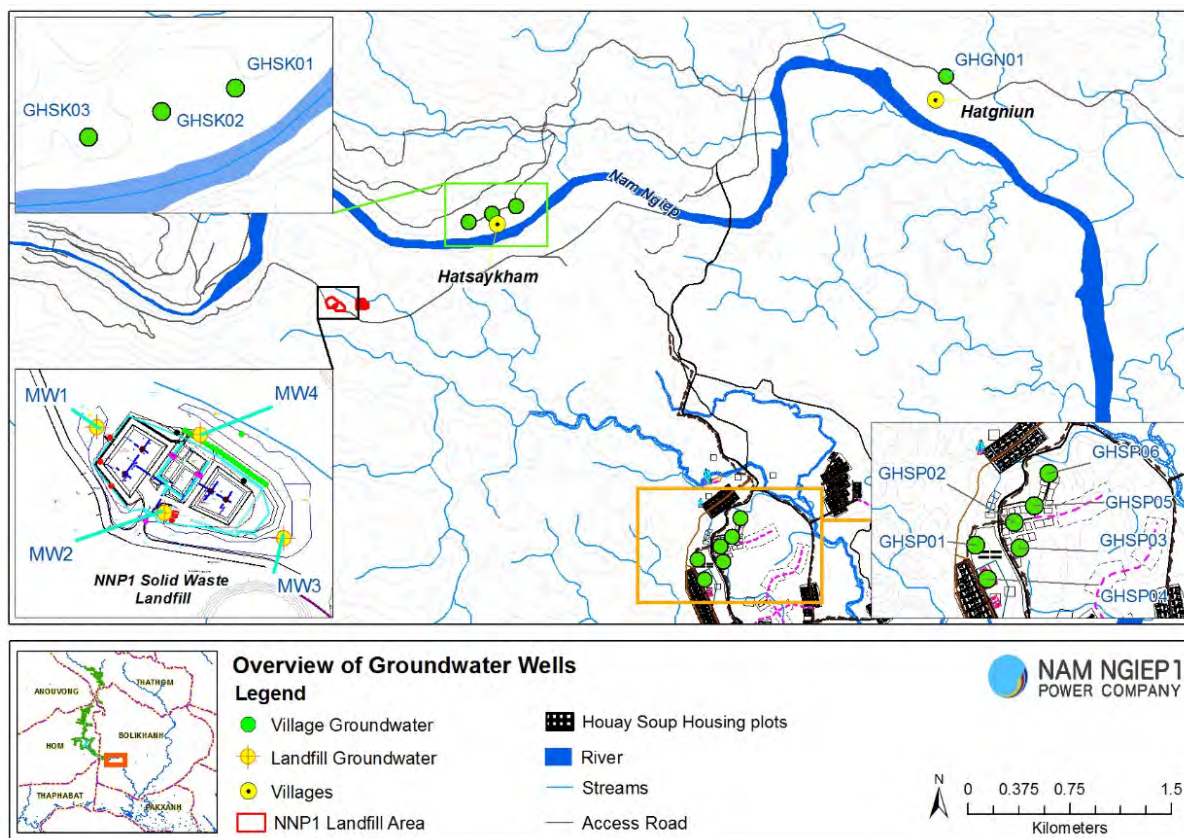 GHSK01
GHSK03
GHSK02
GHGN01
Hatgniun
Nam Ngiep
Hatsaykham
MW1
MW4
MW2
MW3
NNP1 Solid Waste
Landfill
GHSP06
GHSP02
GHSP05
GHSP01
GHSP03
GHSP04
ANOUVONG
THATHOM
BOLIKHANH
HOM
THAPHABAT
PAKXANH
Overview of Groundwater Wells
Legend
Village Groundwater
Landfill Groundwater
Villages
NNP1 Landfill Area
Houay Soup Housing plots
River
Streams
Access Road
NAM NGIEP1
POWER COMPANY
N
0 0.375 0.75 1.5
Kilometers